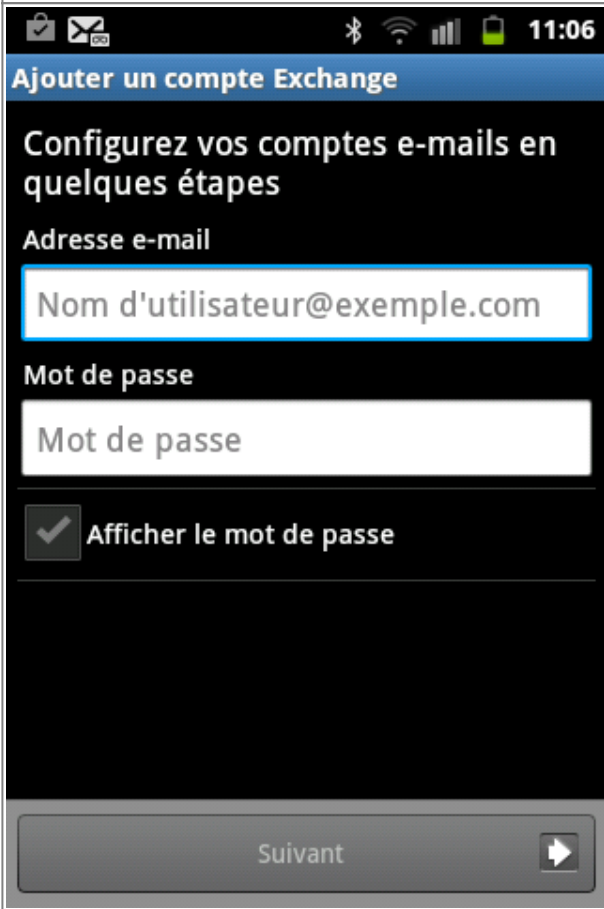 11:06
Ajouter un compte Exchange
Configurez vos comptes e-mails en
quelques étapes
Adresse e-mail
Nom d'utilisateur@exemple.com
Mot de passe
Mot de passe
Afficher le mot de passe
Suivant